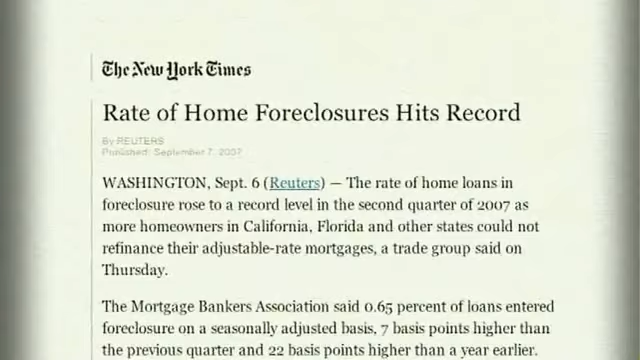 The New York Times
Rate of Home Foreclosures Hits Record
By REUTERS
Published: September 7, 2007
WASHINGTON, Sept. 6 (Reuters) — The rate of home loans in
foreclosure rose to a record level in the second quarter of 2007 as
more homeowners in California, Florida and other states could not
refinance their adjustable-rate mortgages, a trade group said on
Thursday.
The Mortgage Bankers Association said 0.65 percent of loans entered
foreclosure on a seasonally adjusted basis, 7 basis points higher than
the previous quarter and 22 basis points higher than a year earlier.